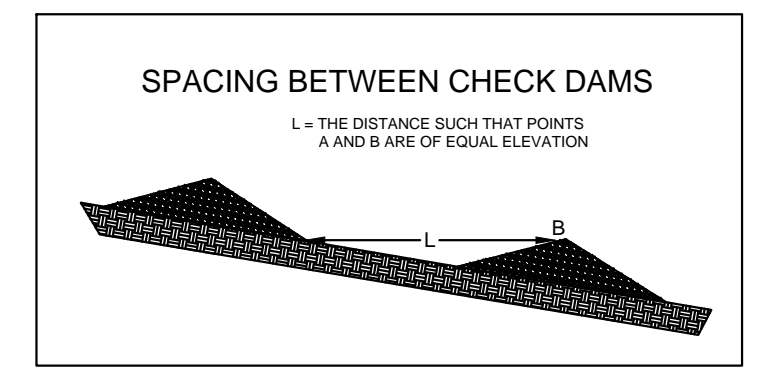 SPACING BETWEEN CHECK DAMS
L = THE DISTANCE SUCH THAT POINTS
A AND B ARE OF EQUAL ELEVATION
B
L